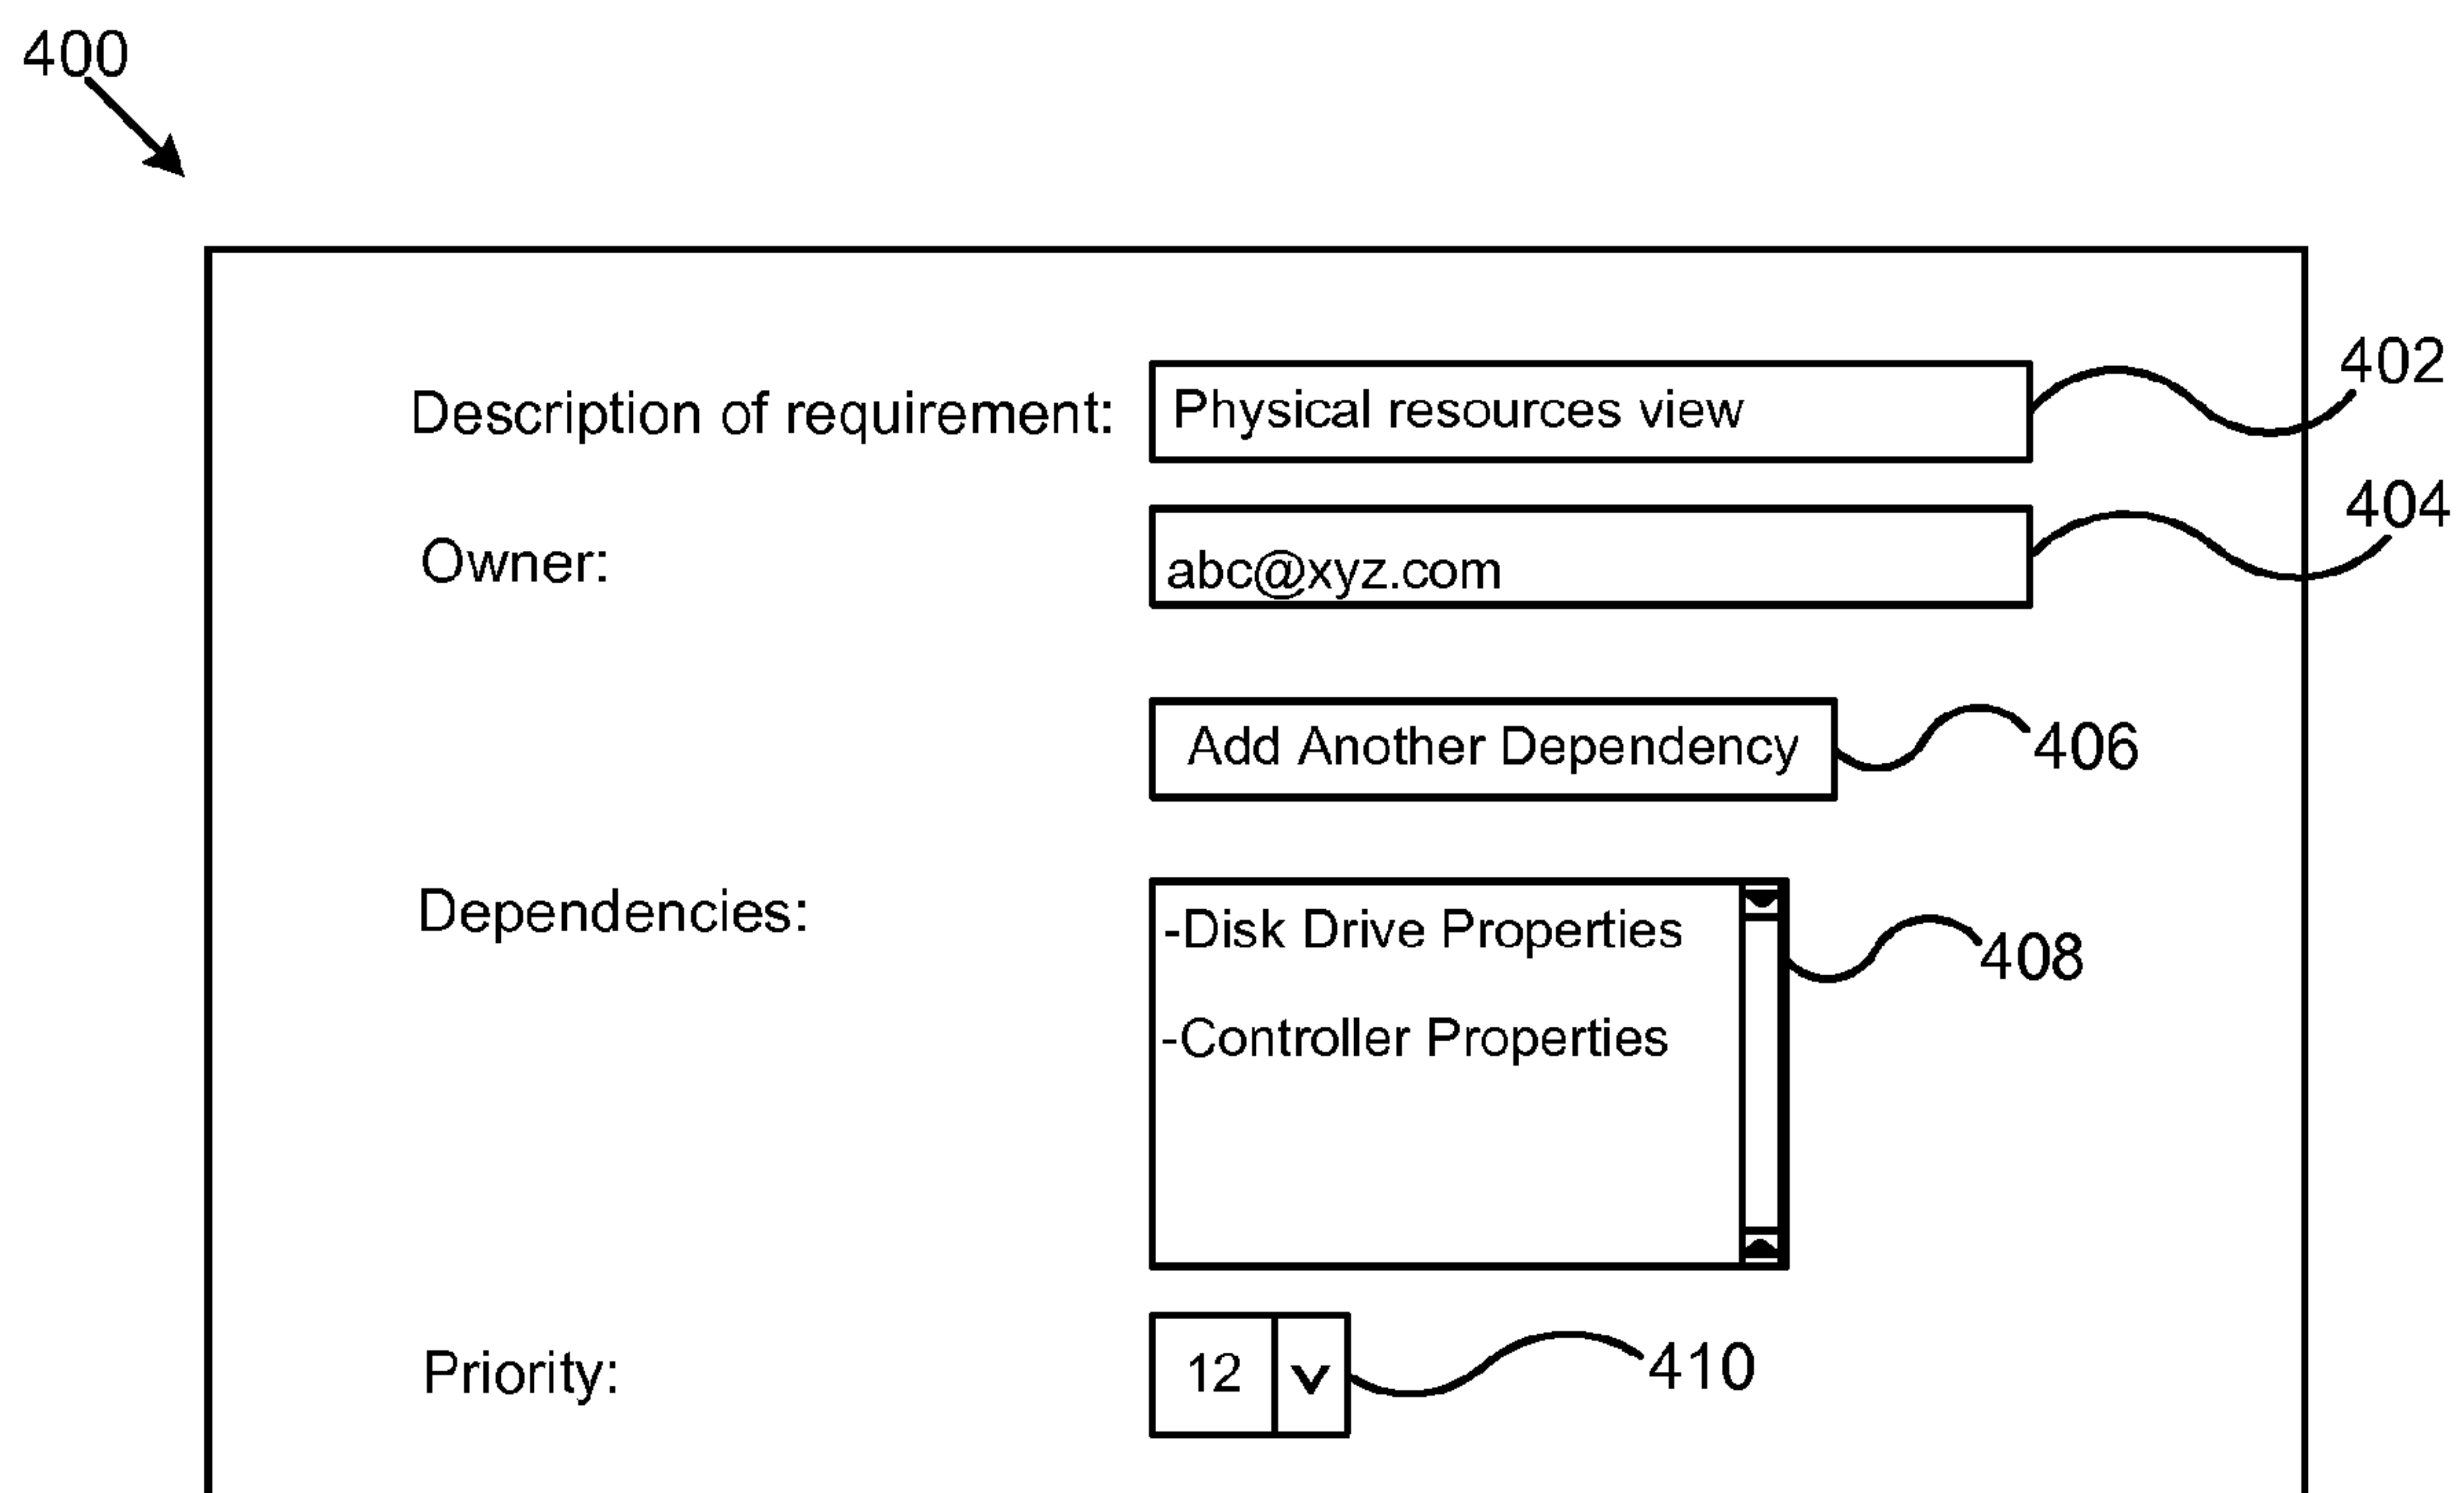 400
Description of requirement: Physical resources view 402
Owner: abc@xyz.com 404
Add Another Dependency 406
Dependencies: -Disk Drive Properties 408
-Controller Properties
Priority: 12 v 410